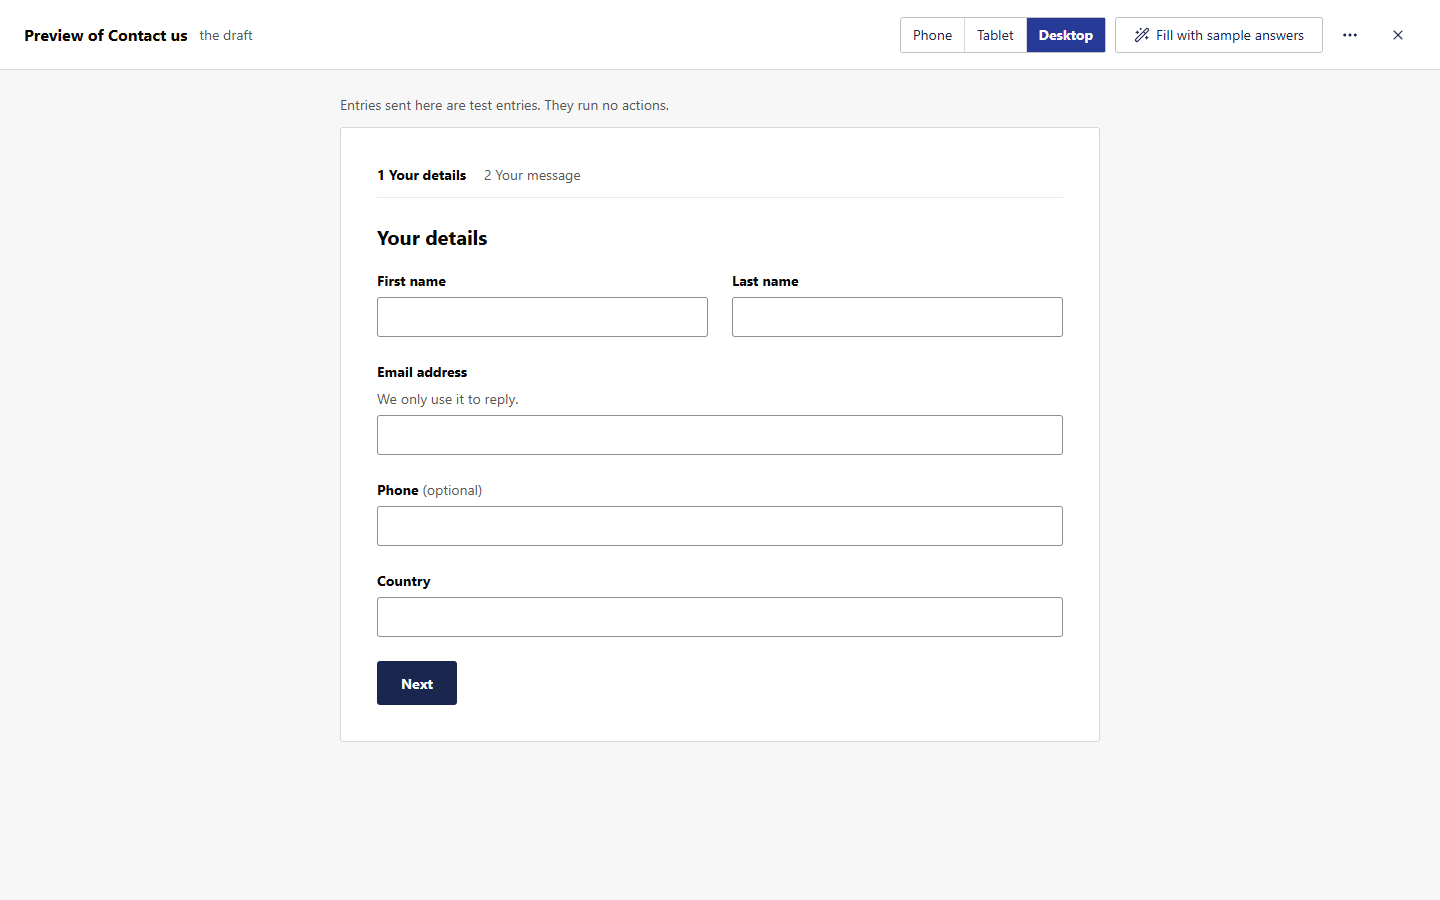 Preview of Contact us the draft
Phone Tablet Desktop Fill with sample answers
Entries sent here are test entries. They run no actions.
1 Your details 2 Your message
Your details
First name Last name
Email address
We only use it to reply.
Phone (optional)
Country
Next